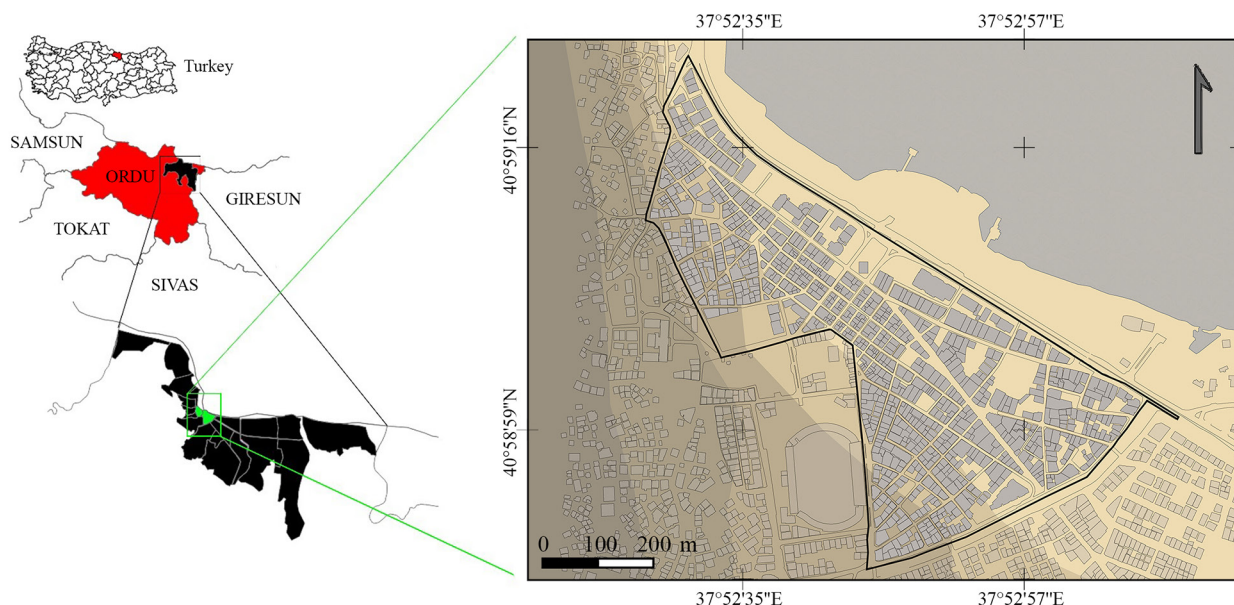 Turkey
SAMSUN
ORDU
GIRESUN
TOKAT
SIVAS
37°52'35"E
37°52'57"E
40°59'16"N
40°58'59"N
0 100 200 m
37°52'35"E
37°52'57"E